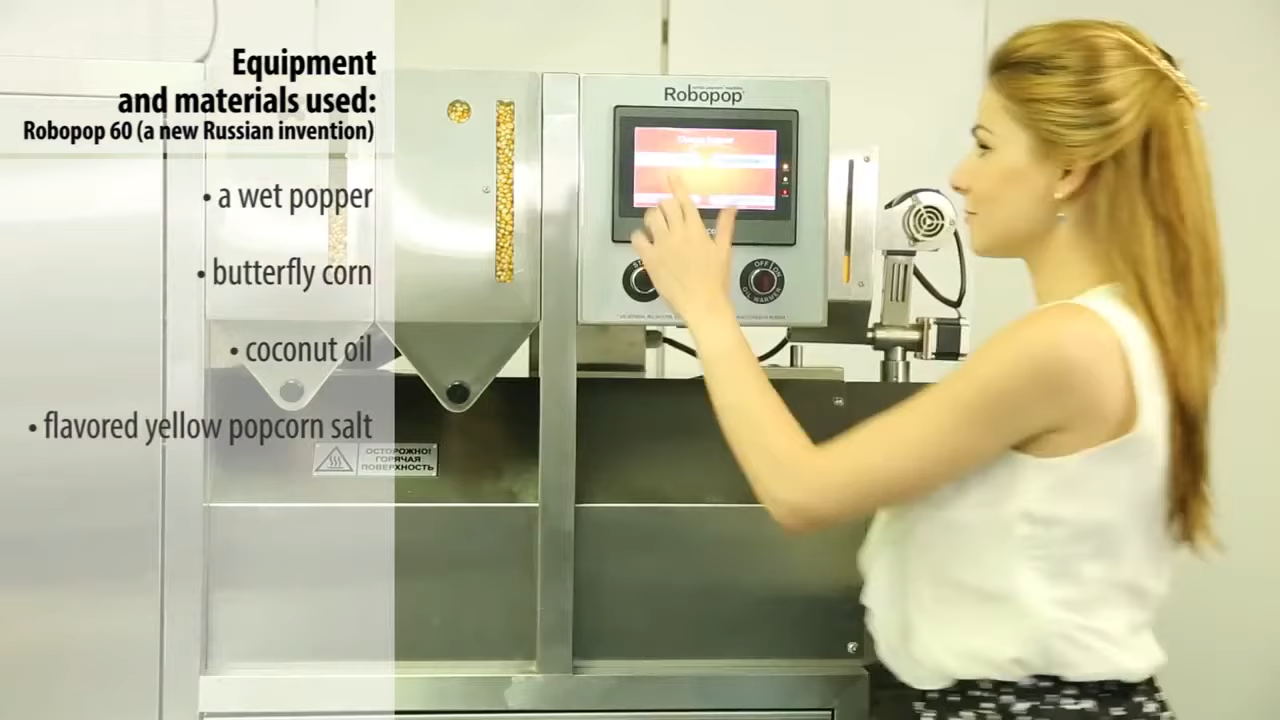 Equipment
and materials used:
Robopop 60 (a new Russian invention)
• a wet popper
• butterfly corn
• coconut oil
• flavored yellow popcorn salt
Robopop
OFF ON
OIL WARMER
ОСТОРОЖНО!
ГОРЯЧАЯ
ПОВЕРХНОСТЬ